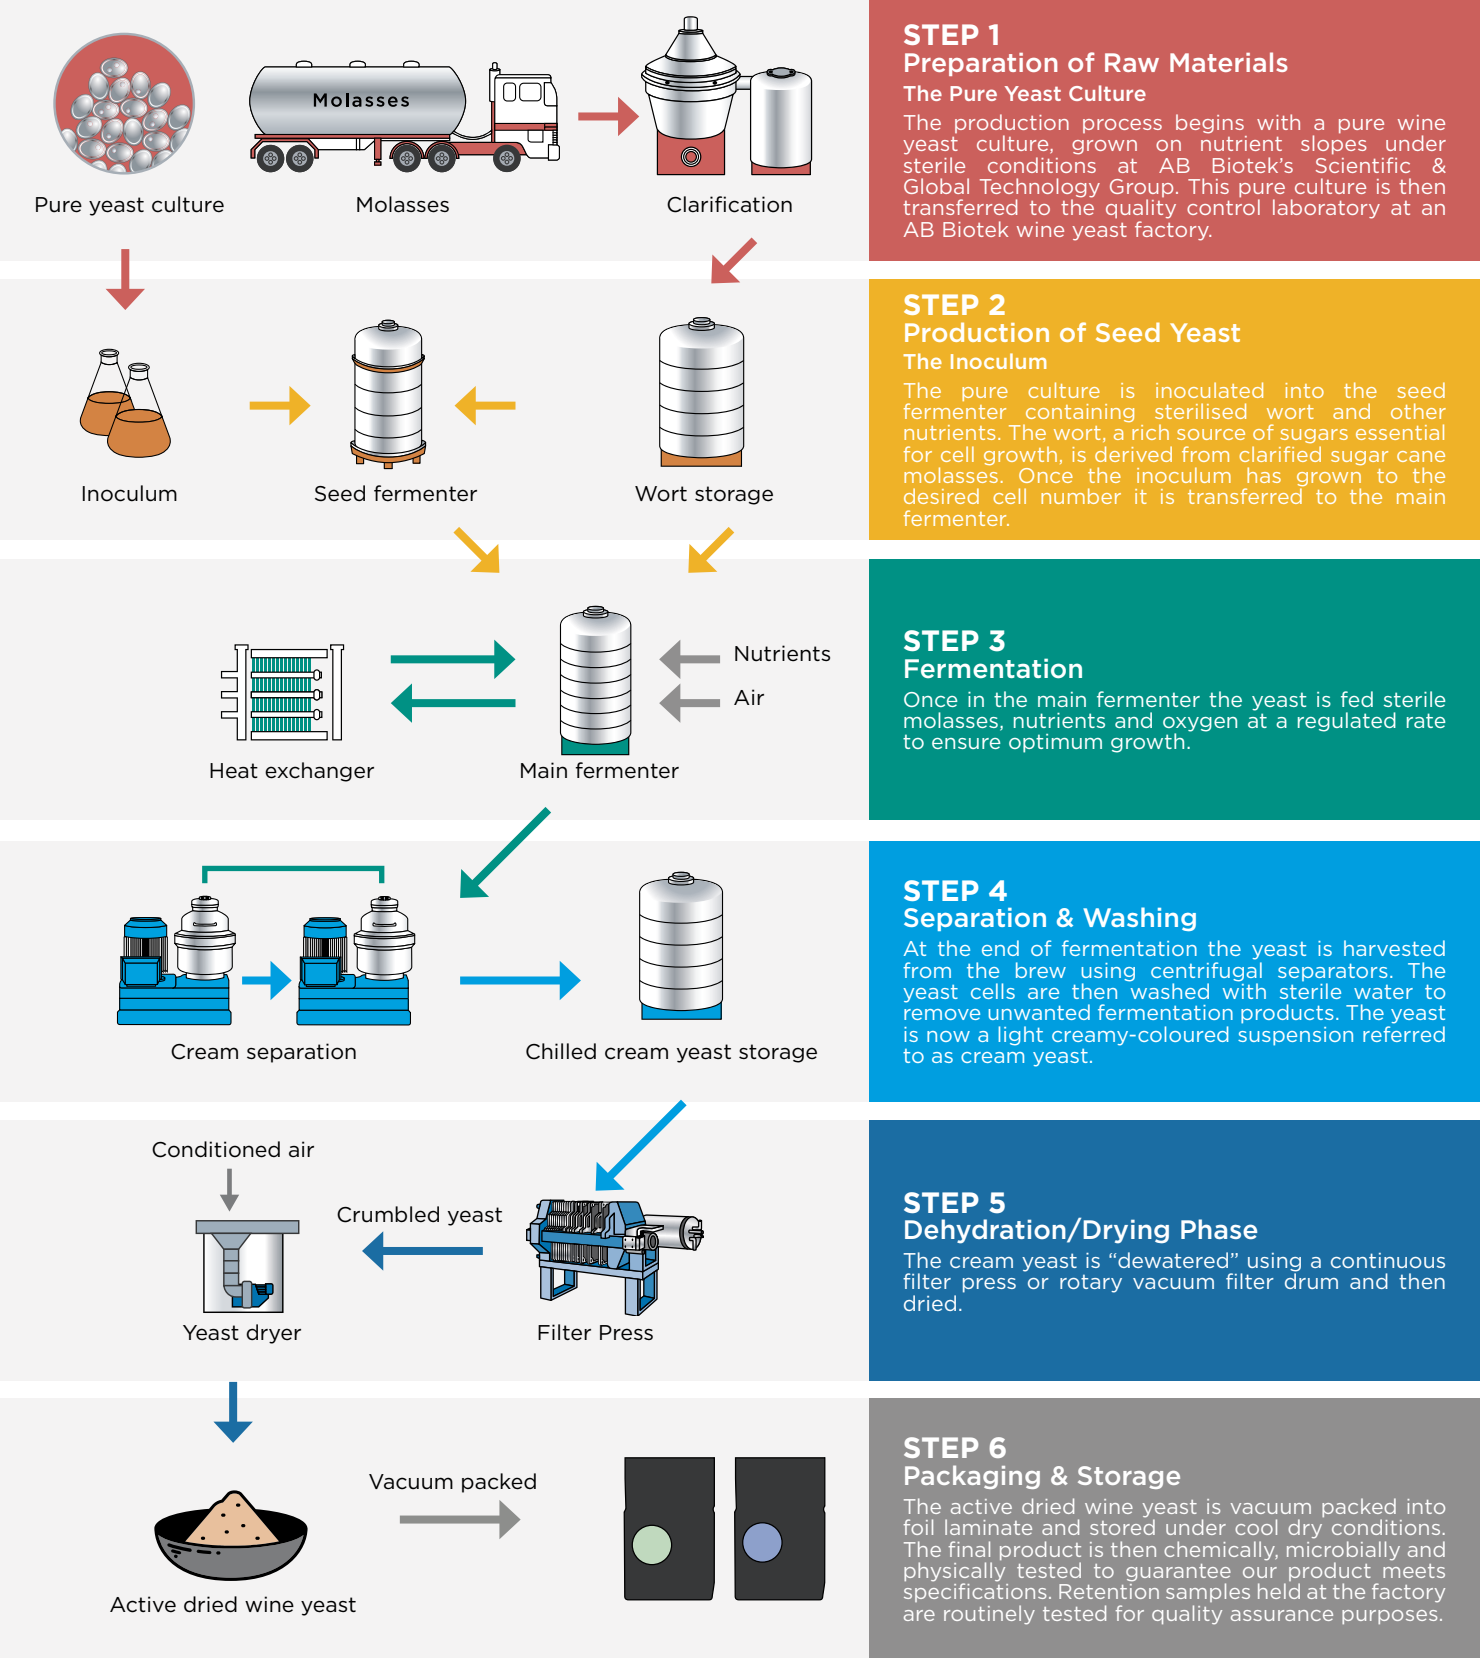 Molasses
Pure yeast culture
Molasses
Clarification
STEP 1
Preparation of Raw Materials
The Pure Yeast Culture
The production process begins with a pure wine
yeast culture, grown on nutrient slopes under
sterile conditions at AB Biotek's Scientific &
Global Technology Group. This pure culture is then
transferred to the quality control laboratory at an
AB Biotek wine yeast factory.
Inoculum
Seed fermenter
Wort storage
STEP 2
Production of Seed Yeast
The Inoculum
The pure culture is inoculated into the seed
fermenter containing sterilised wort and other
nutrients. The wort, a rich source of sugars essential
for cell growth, is derived from clarified sugar cane
molasses. Once the inoculum has grown to the
desired cell number it is transferred to the main
fermenter.
Nutrients
Air
Heat exchanger
Main fermenter
STEP 3
Fermentation
Once in the main fermenter the yeast is fed sterile
molasses, nutrients and oxygen at a regulated rate
to ensure optimum growth.
Cream separation
Chilled cream yeast storage
STEP 4
Separation & Washing
At the end of fermentation the yeast is harvested
from the brew using centrifugal separators. The
yeast cells are then washed with sterile water to
remove unwanted fermentation products. The yeast
is now a light creamy-coloured suspension referred
to as cream yeast.
Conditioned air
Crumbled yeast
Yeast dryer
Filter Press
STEP 5
Dehydration/Drying Phase
The cream yeast is “dewatered” using a continuous
filter press or rotary vacuum filter drum and then
dried.
Vacuum packed
Active dried wine yeast
STEP 6
Packaging & Storage
The active dried wine yeast is vacuum packed into
foil laminate and stored under cool dry conditions.
The final product is then chemically, microbially and
physically tested to guarantee our product meets
specifications. Retention samples held at the factory
are routinely tested for quality assurance purposes.